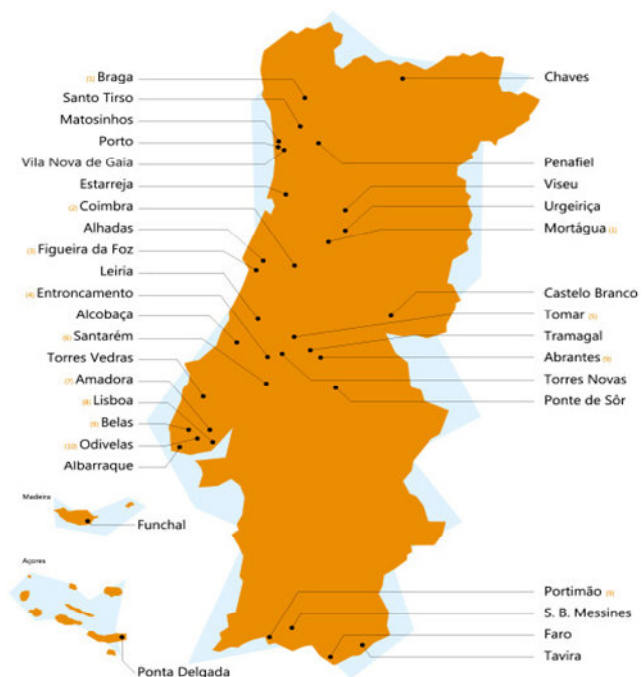 (1) Braga
Santo Tirso
Matosinhos
Porto
Vila Nova de Gaia
Estarreja
(2) Coimbra
Alhadas
(3) Figueira da Foz
Leiria
(4) Entroncamento
Alcobaça
(6) Santarém
Torres Vedras
(7) Amadora
(8) Lisboa
(9) Belas
(10) Odivelas
Albarraque
Madeira
Funchal
Açores
Ponta Delgada
Chaves
Penafiel
Viseu
Urgeiriça
Mortágua
Castelo Branco
Tomar (5)
Tramagal
Abrantes (9)
Torres Novas
Ponte de Sôr
Portimão
S. B. Messines
Faro
Tavira